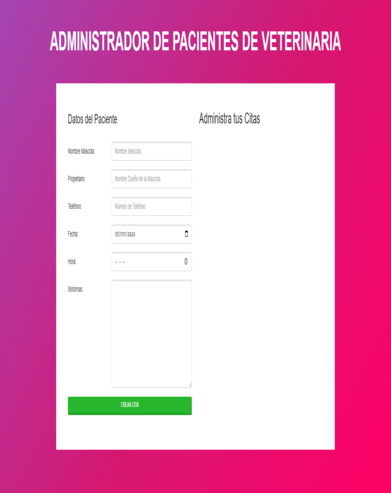 ADMINISTRADOR DE PACIENTES DE VETERINARIA
Datos del Paciente
Administra tus Citas
Nombre Mascota:
Nombre Mascota
Propietario:
Nombre Dueño de la Mascota
Teléfono:
Número de Teléfono
Fecha:
dd/mm/aaaa
Hora:
--:-- --
Sintomas:
CREAR CITA